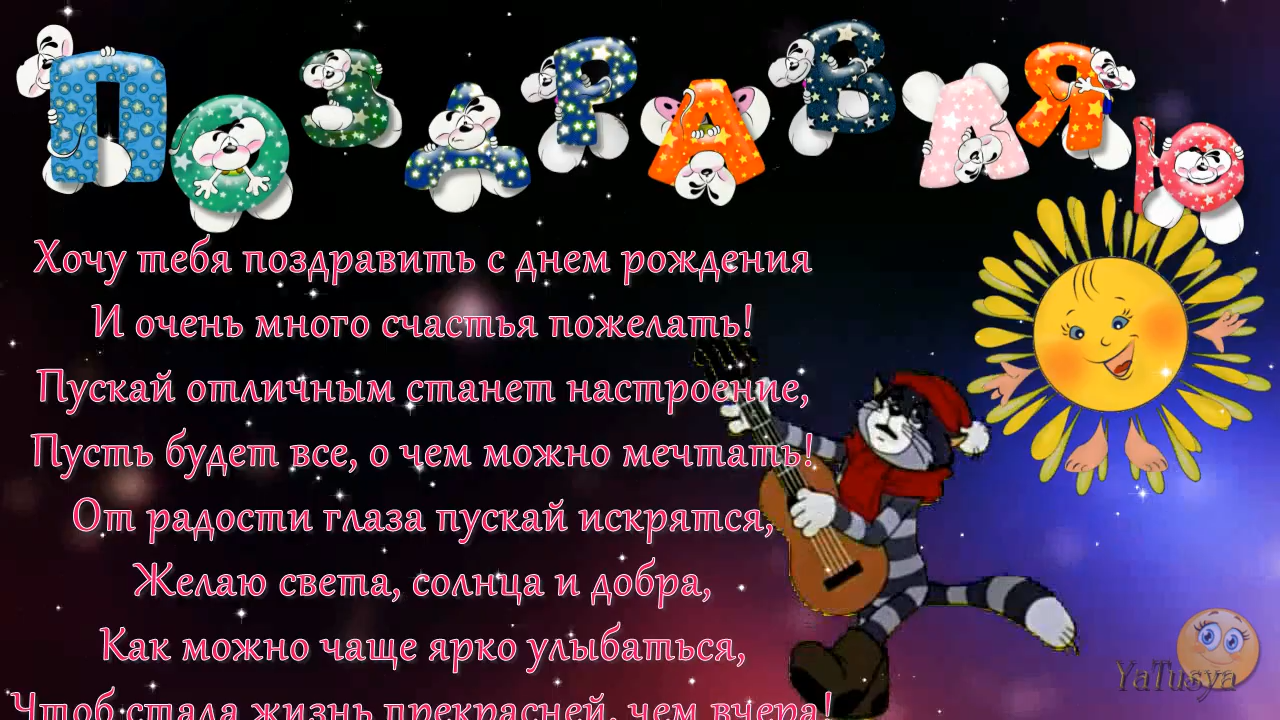 ПОЗДРАВЛЯЮ
Хочу тебя поздравить с днем рождения
И очень много счастья пожелать!
Пускай отличным станет настроение,
Пусть будет все, о чем можно мечтать!
От радости глаза пускай искрятся,
Желаю света, солнца и добра,
Как можно чаще ярко улыбаться,
Чтоб стала жизнь прекрасней, чем вчера!
YaTusya